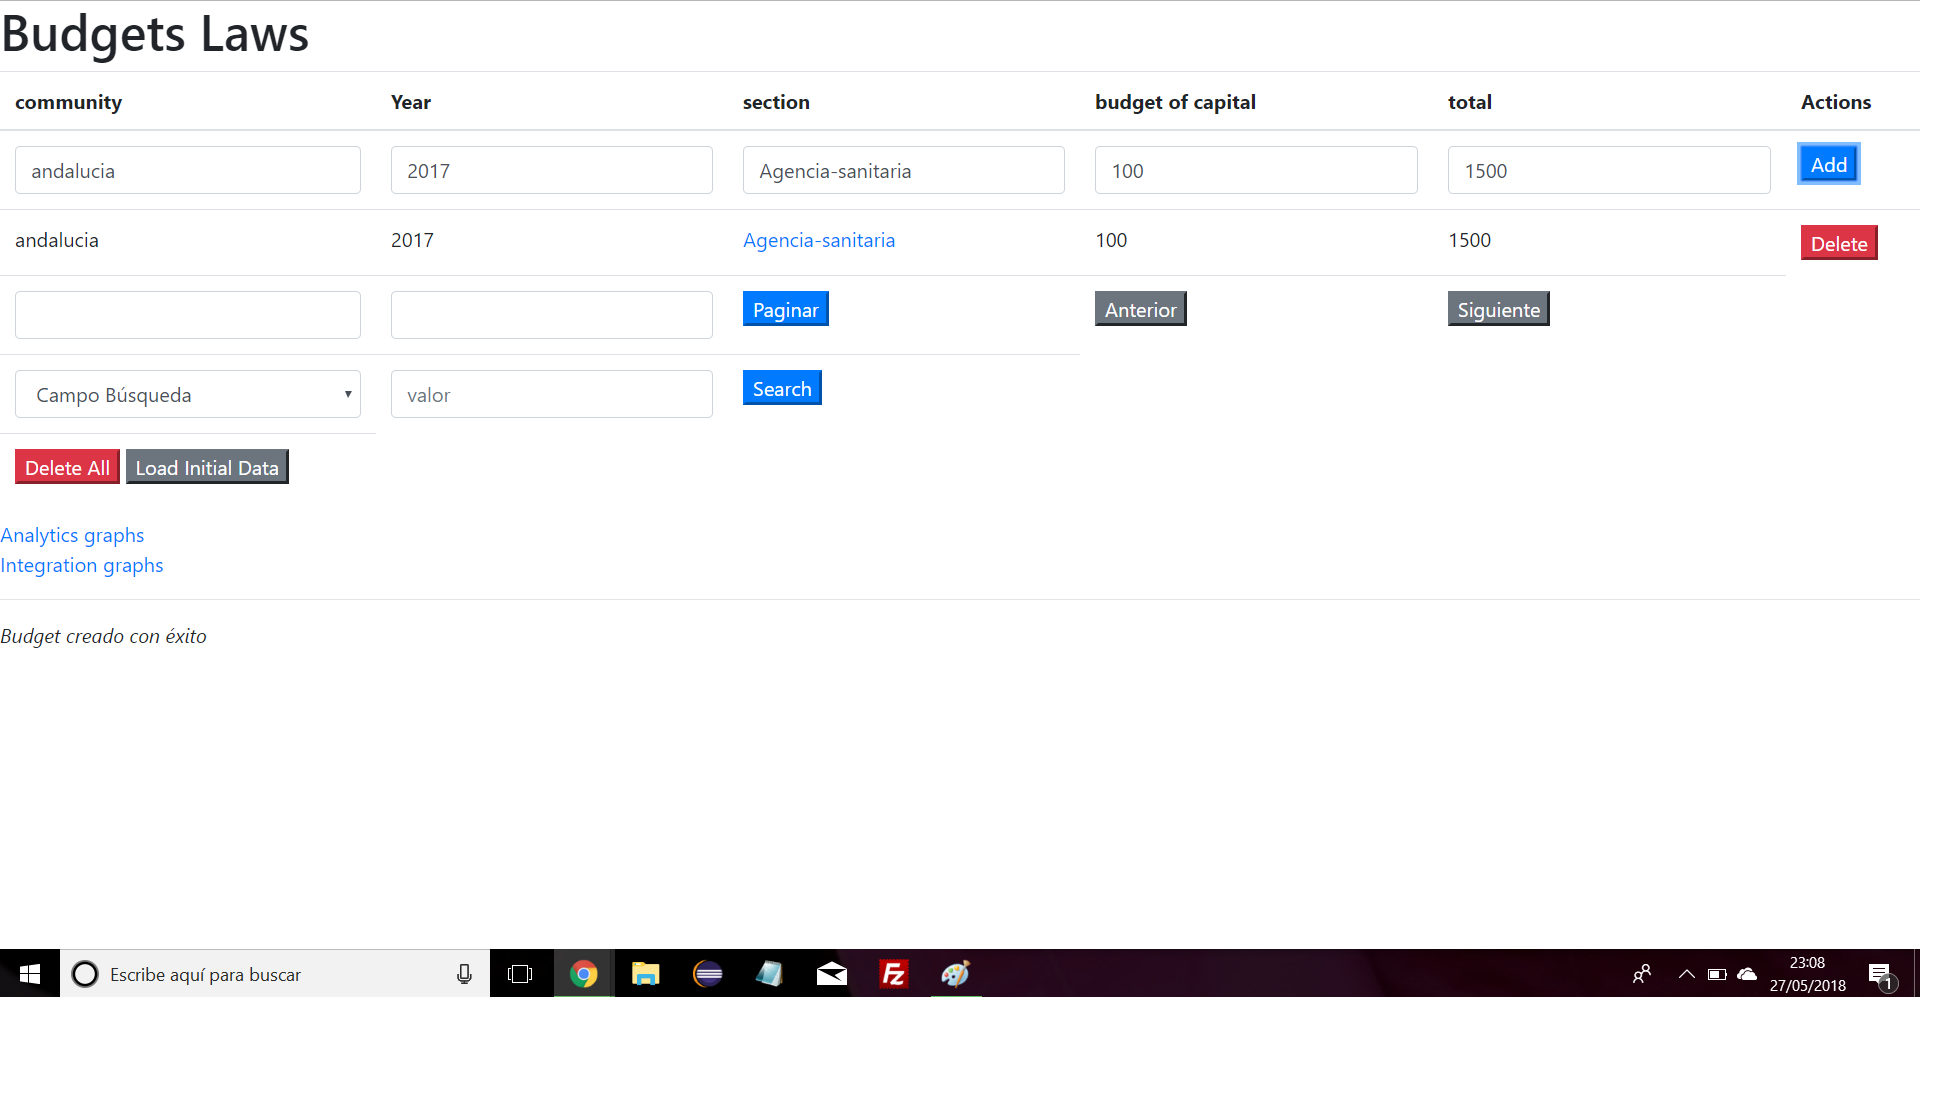 Budgets Laws
community Year section budget of capital total Actions
andalucia 2017 Agencia-sanitaria 100 1500 Add
andalucia 2017 Agencia-sanitaria 100 1500 Delete
Paginar Anterior Siguiente
Campo Búsqueda valor Search
Delete All Load Initial Data
Analytics graphs
Integration graphs
Budget creado con éxito
Escribe aquí para buscar
Fz
23:08
27/05/2018
1